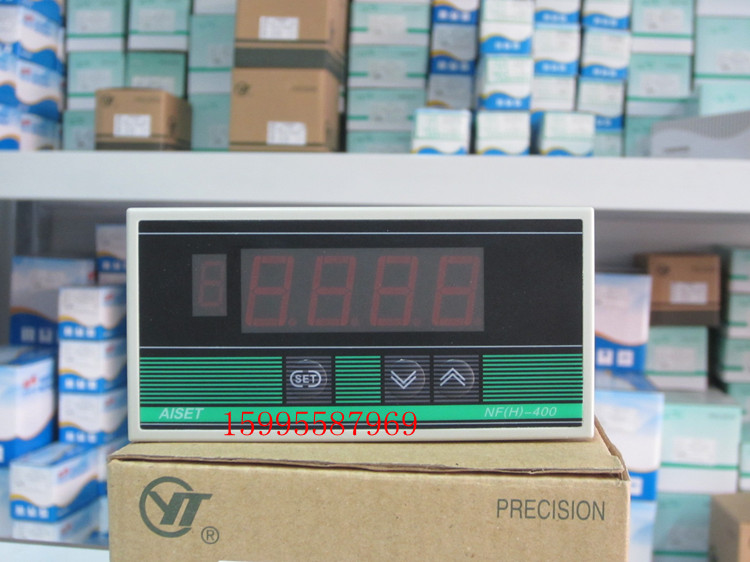 SET
AISET
NF(H)-400
15995587969
YT
®
PRECISION